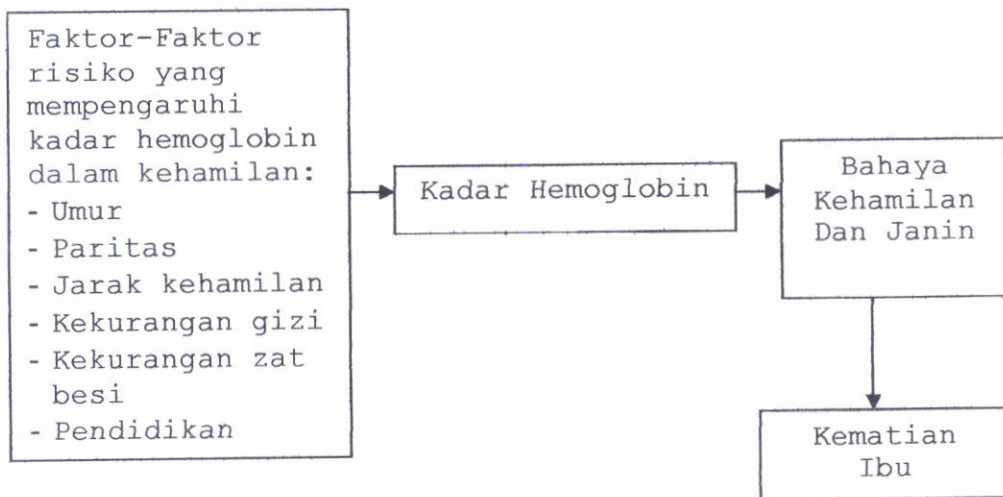 Faktor-Faktor
risiko yang
mempengaruhi
kadar hemoglobin
dalam kehamilan:
- Umur
- Paritas
- Jarak kehamilan
- Kekurangan gizi
- Kekurangan zat
besi
- Pendidikan
Kadar Hemoglobin
Bahaya
Kehamilan
Dan Janin
Kematian
Ibu